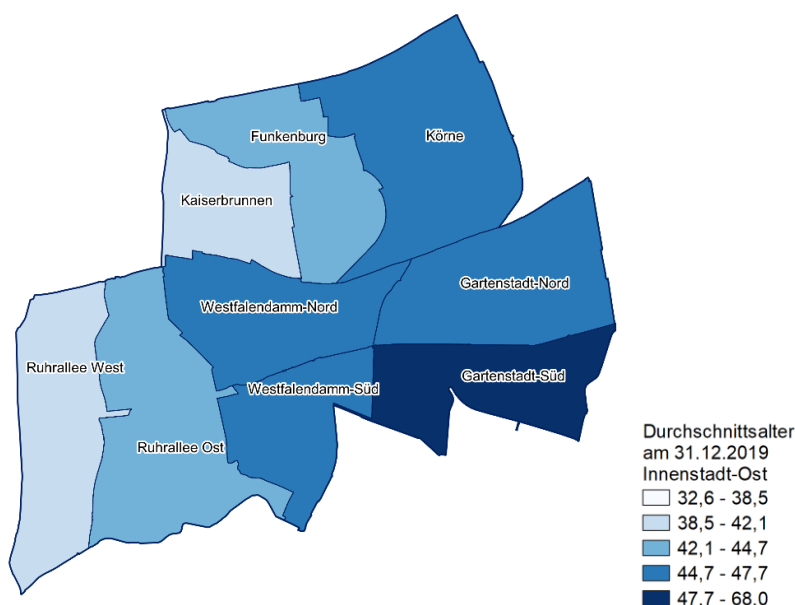 Funkenburg
Körne
Kaiserbrunnen
Gartenstadt-Nord
Westfalendamm-Nord
Ruhrallee West
Westfalendamm-Süd
Gartenstadt-Süd
Ruhrallee Ost
Durchschnittsalter
am 31.12.2019
Innenstadt-Ost
32,6 - 38,5
38,5 - 42,1
42,1 - 44,7
44,7 - 47,7
47,7 - 68,0